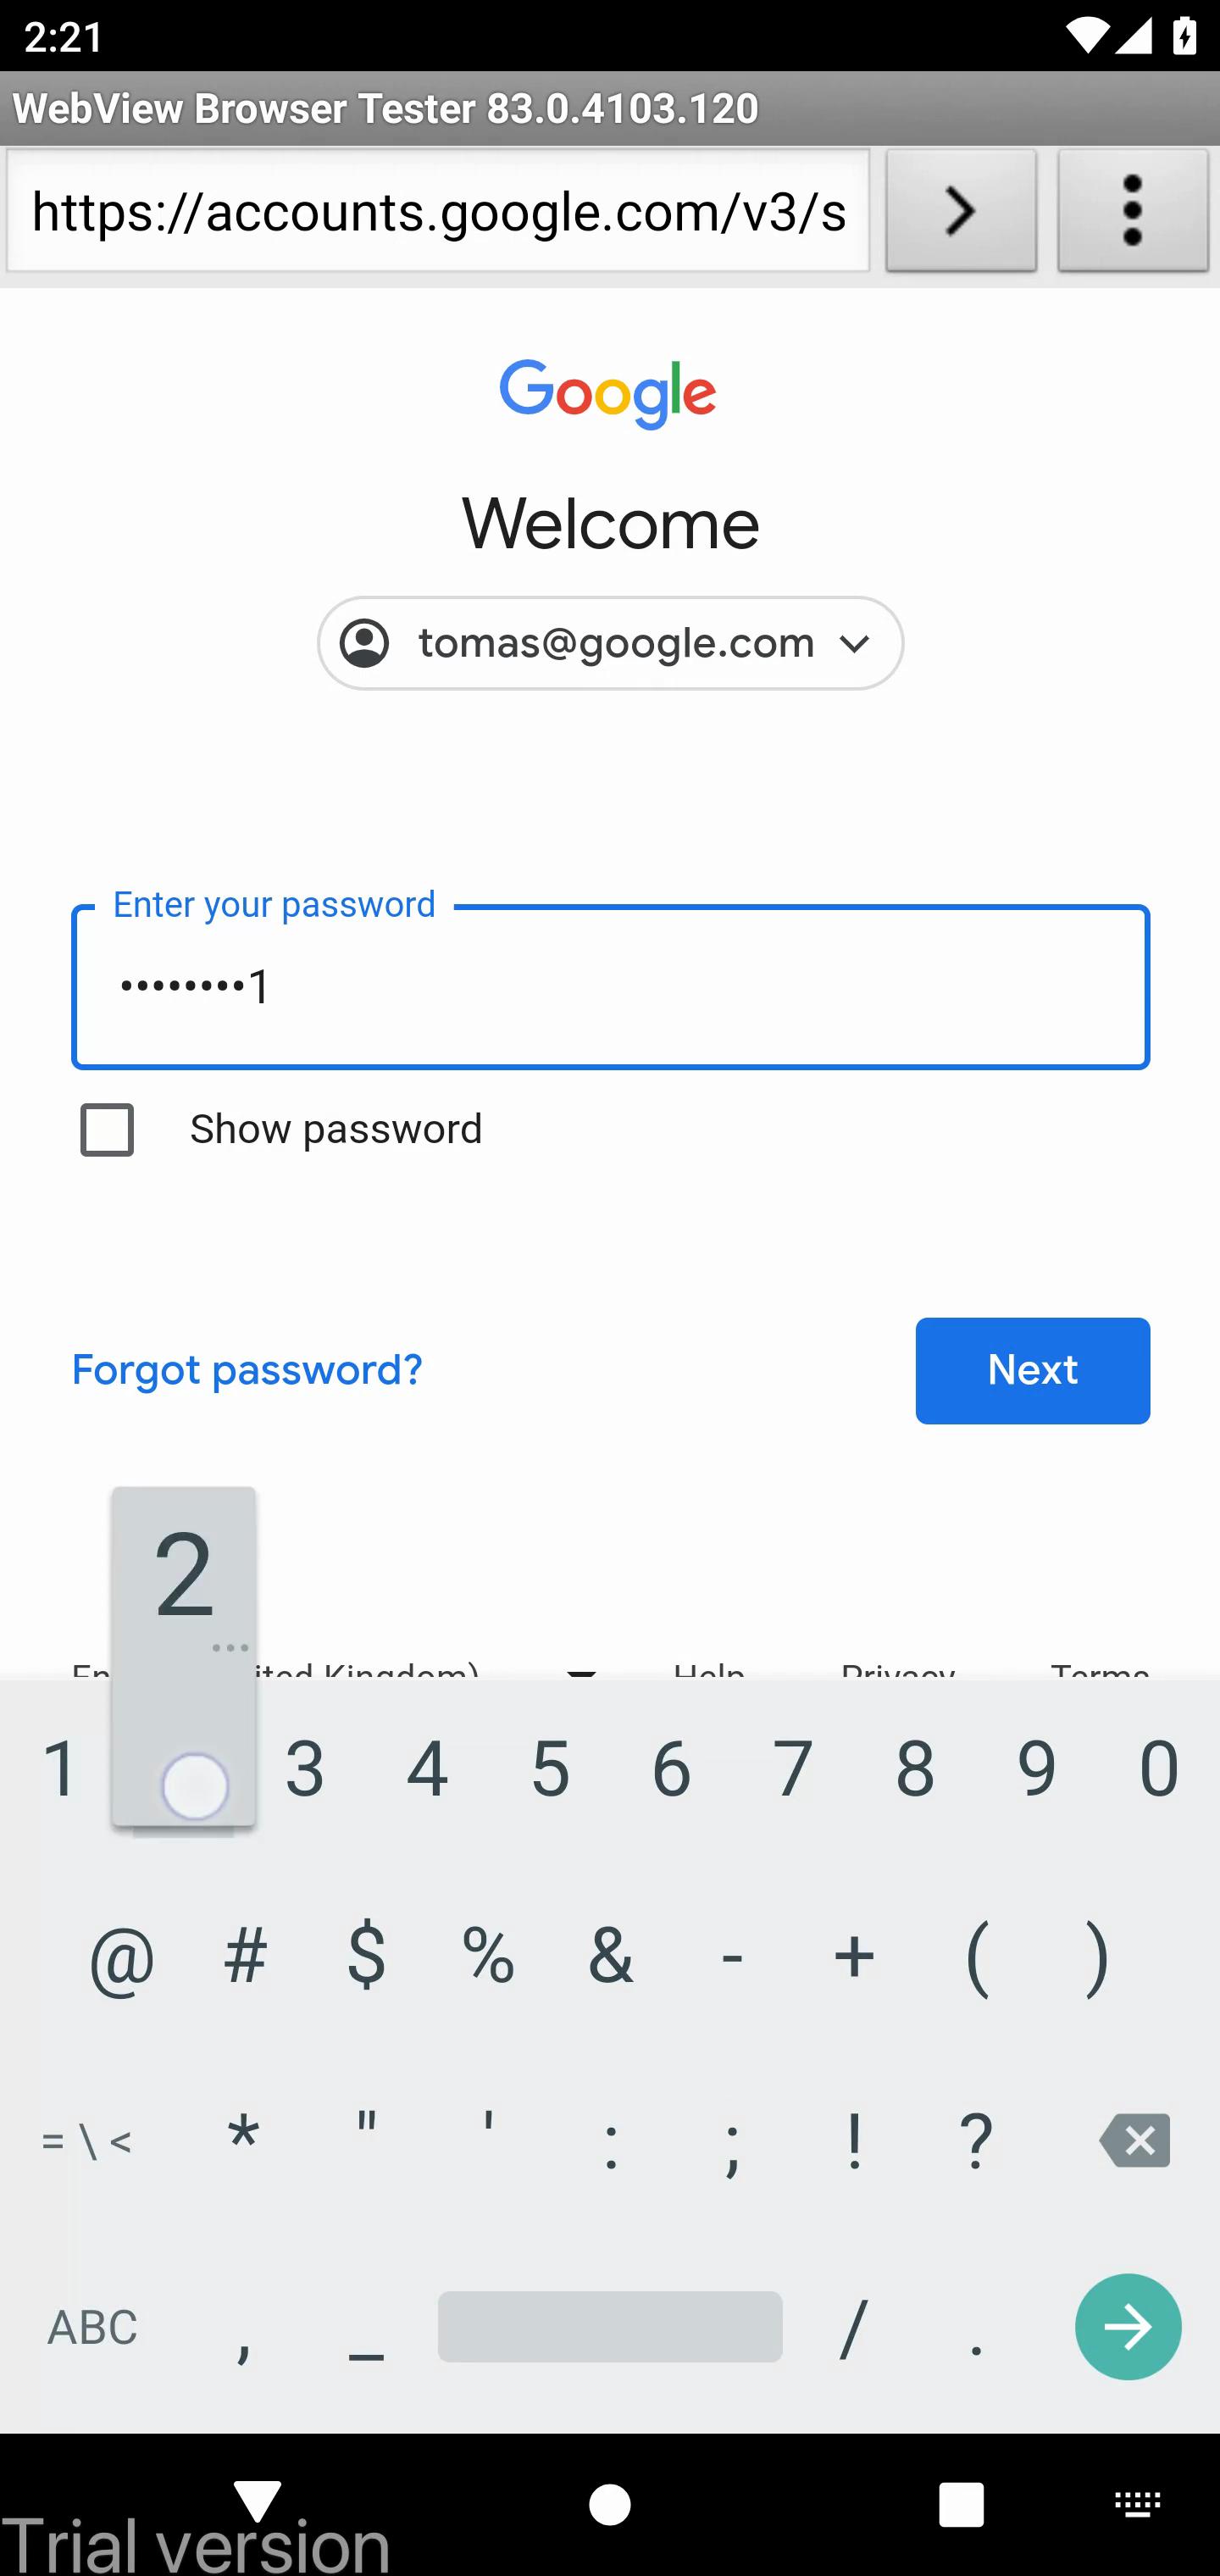 2:21
WebView Browser Tester 83.0.4103.120
https://accounts.google.com/v3/s
Google
Welcome
tomas@google.com
Enter your password
••••••••1
Show password
Forgot password?
Next
2
...
Kingdom) Help Privacy Terms
1 3 4 5 6 7 8 9 0
@ # $ % & - + ( )
= \ < * " ' : ; ! ?
ABC , _ / .
Trial version